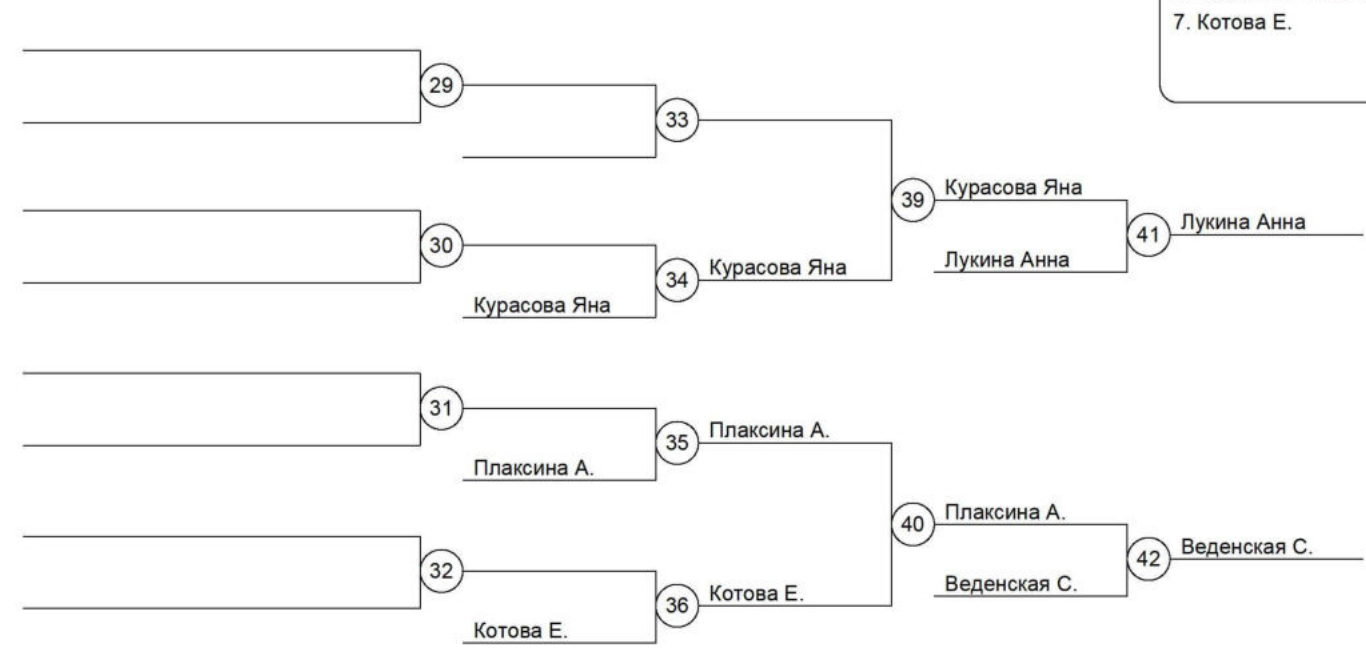 7. Котова Е.
29
33
39
Курасова Яна
41
Лукина Анна
Лукина Анна
30
34
Курасова Яна
Курасова Яна
31
35
Плаксина А.
Плаксина А.
40
Плаксина А.
42
Веденская С.
Веденская С.
32
36
Котова Е.
Котова Е.